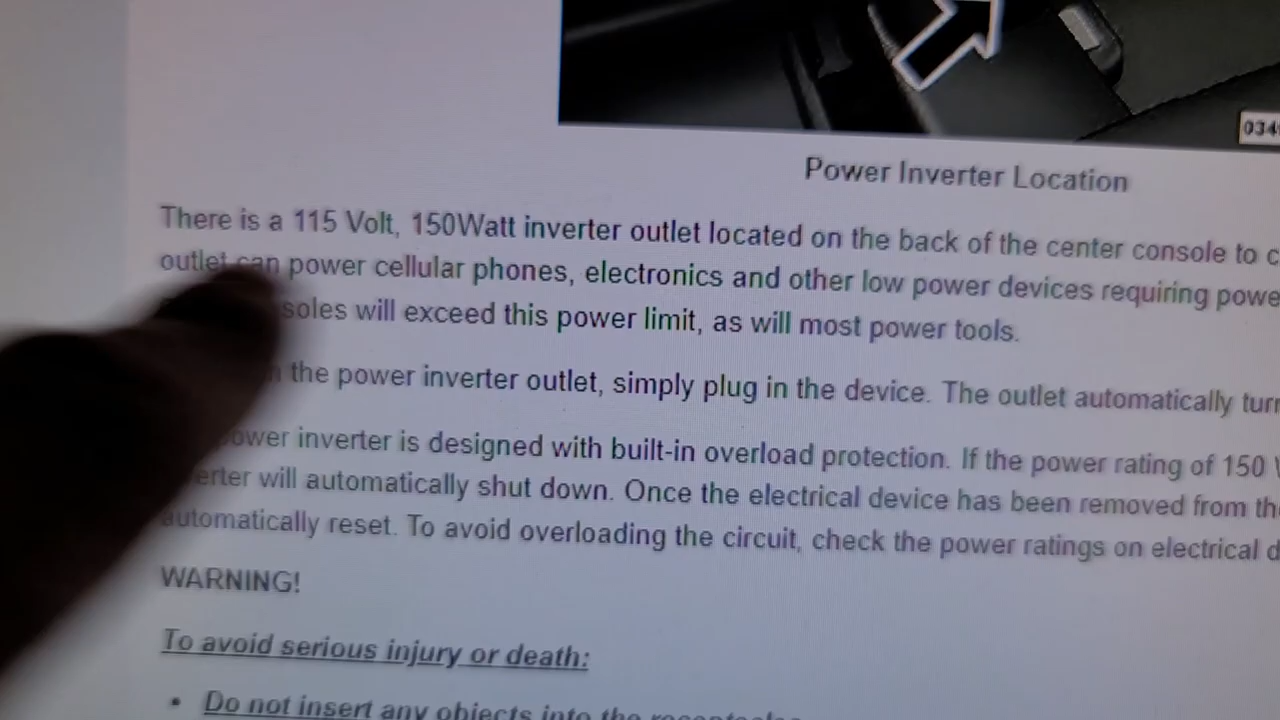 034
Power Inverter Location
There is a 115 Volt, 150Watt inverter outlet located on the back of the center console to c
outlet can power cellular phones, electronics and other low power devices requiring powe
soles will exceed this power limit, as will most power tools.
the power inverter outlet, simply plug in the device. The outlet automatically turn
power inverter is designed with built-in overload protection. If the power rating of 150
erter will automatically shut down. Once the electrical device has been removed from th
automatically reset. To avoid overloading the circuit, check the power ratings on electrical d
WARNING!
To avoid serious injury or death:
• Do not insert any objects into the receptacles